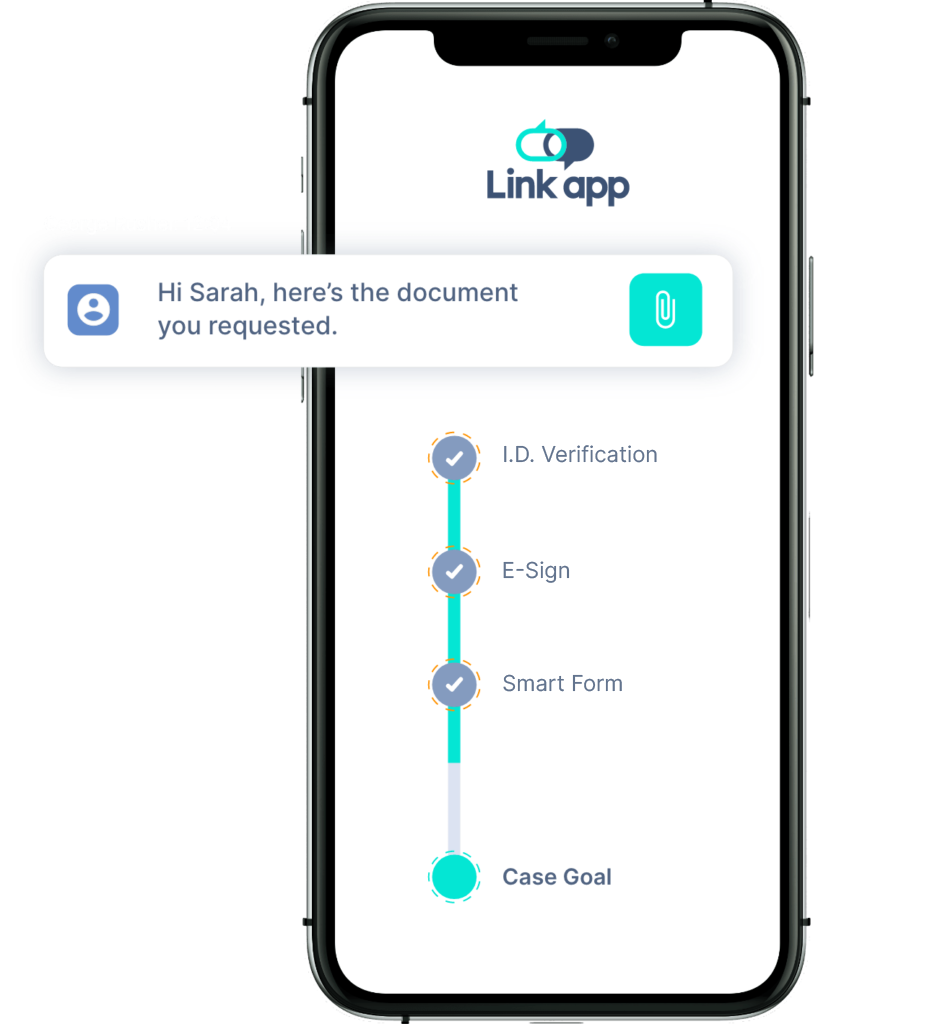 Link app
Hi Sarah, here’s the document
you requested.
I.D. Verification
E-Sign
Smart Form
Case Goal